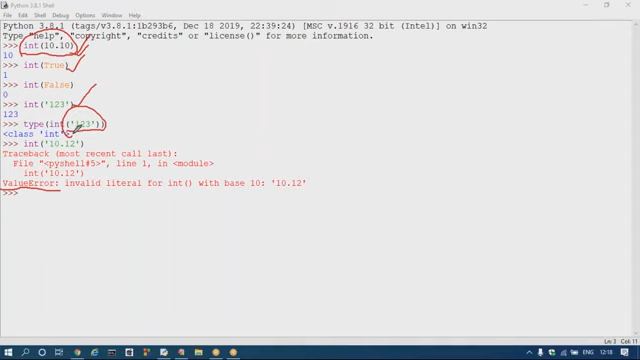 Python 3.8.1 Shell
File Edit Shell Debug Options Window Help
Python 3.8.1 (tags/v3.8.1:1b293b6, Dec 18 2019, 22:39:24) [MSC v.1916 32 bit (Intel)] on win32
Type "help", "copyright", "credits" or "license()" for more information.
>>> int(10.10)
10
>>> int(True)
1
>>> int(False)
0
>>> int('123')
123
>>> type(int('123'))
<class 'int'>
>>> int('10.12')
Traceback (most recent call last):
  File "<pyshell#5>", line 1, in <module>
    int('10.12')
ValueError: invalid literal for int() with base 10: '10.12'
>>>
Ln: 3 Col: 11
ENG 12:18